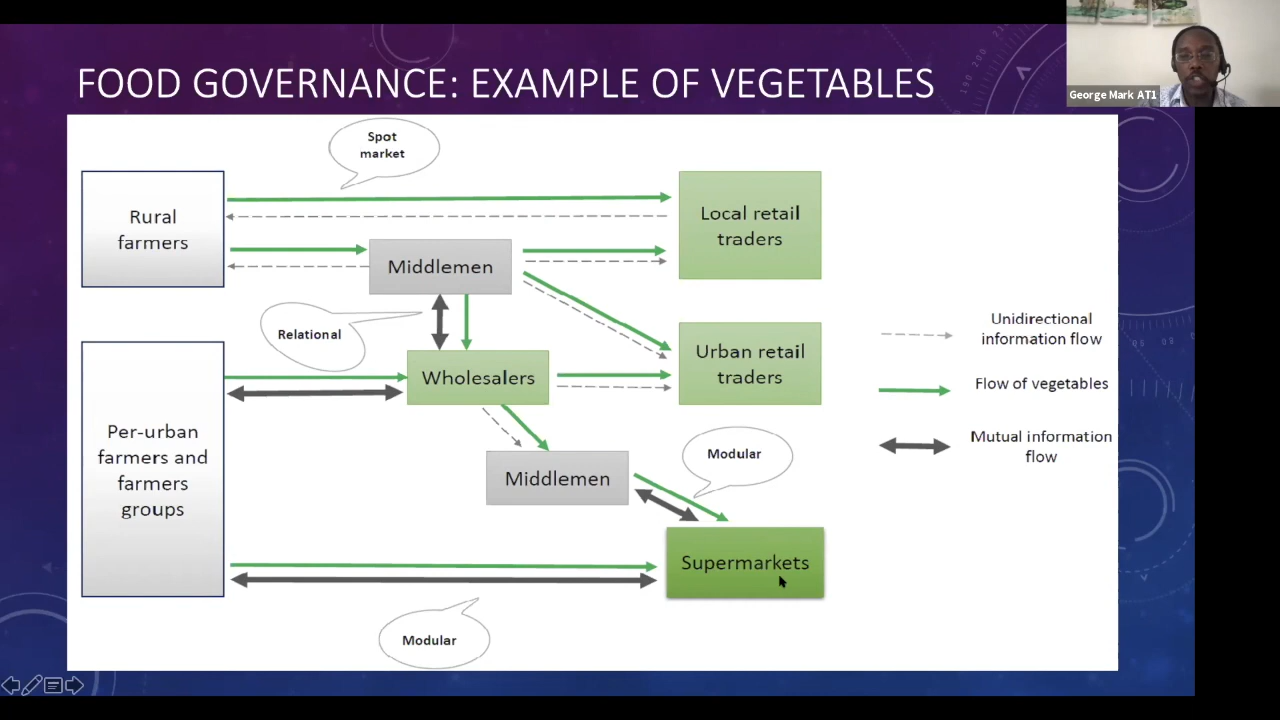 FOOD GOVERNANCE: EXAMPLE OF VEGETABLES
George Mark AT1
Spot
market
Rural
farmers
Local retail
traders
Middlemen
Relational
Unidirectional
information flow
Urban retail
traders
Wholesalers
Flow of vegetables
Per-urban
farmers and
farmers
groups
Mutual information
flow
Modular
Middlemen
Supermarkets
Modular